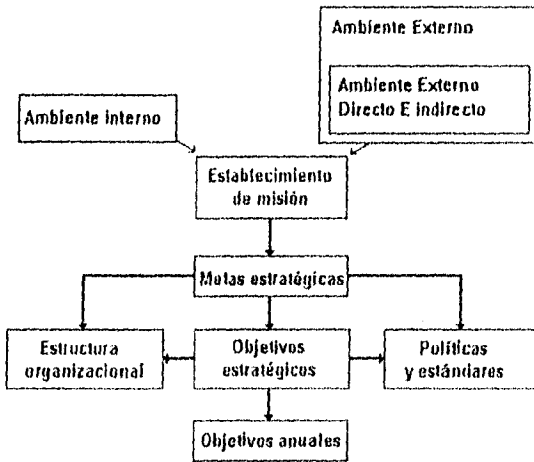 Ambiente Externo
Ambiente Externo
Directo E indirecto
Ambiente interno
Establecimiento
de misión
Metas estratégicas
Estructura
organizacional
Objetivos
estratégicos
Políticas
y estándares
Objetivos anuales